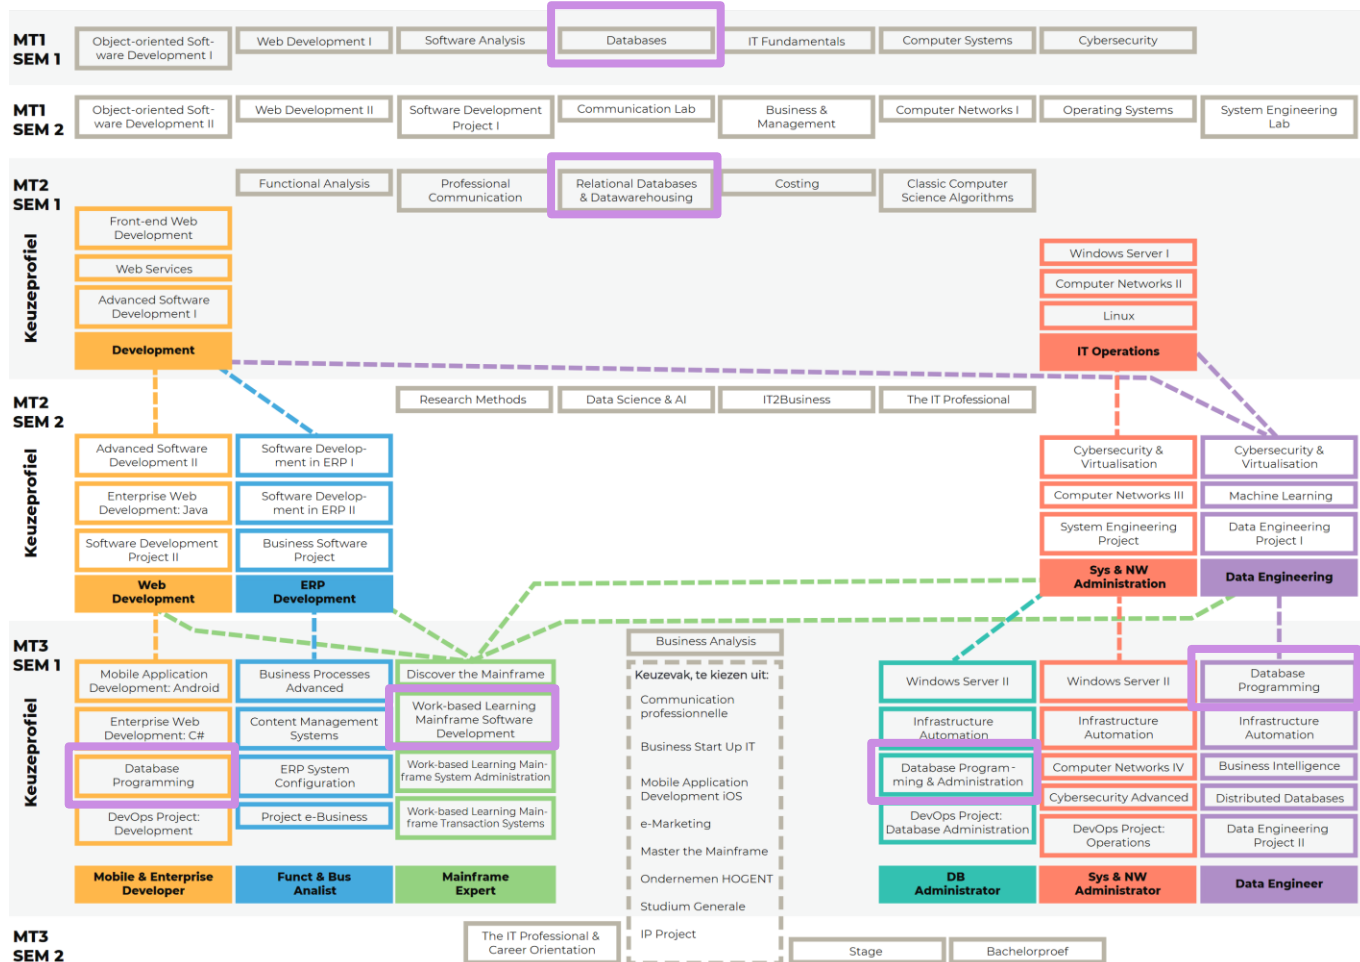 MT1
SEM 1
Object-oriented Soft-
ware Development I
Web Development I
Software Analysis
Databases
IT Fundamentals
Computer Systems
Cybersecurity
MT1
SEM 2
Object-oriented Soft-
ware Development II
Web Development II
Software Development
Project I
Communication Lab
Business &
Management
Computer Networks I
Operating Systems
System Engineering
Lab
MT2
SEM 1
Functional Analysis
Professional
Communication
Relational Databases
& Datawarehousing
Costing
Classic Computer
Science Algorithms
Keuzeprofiel
Front-end Web
Development
Web Services
Advanced Software
Development I
Development
Windows Server I
Computer Networks II
Linux
IT Operations
MT2
SEM 2
Research Methods
Data Science & AI
IT2Business
The IT Professional
Keuzeprofiel
Advanced Software
Development II
Enterprise Web
Development: Java
Software Development
Project II
Web
Development
Software Develop-
ment in ERP I
Software Develop-
ment in ERP II
Business Software
Project
ERP
Development
Cybersecurity &
Virtualisation
Computer Networks III
System Engineering
Project
Sys & NW
Administration
Cybersecurity &
Virtualisation
Machine Learning
Data Engineering
Project I
Data Engineering
MT3
SEM 1
Keuzeprofiel
Mobile Application
Development: Android
Enterprise Web
Development: C#
Database
Programming
DevOps Project:
Development
Mobile & Enterprise
Developer
Business Processes
Advanced
Content Management
Systems
ERP System
Configuration
Project e-Business
Funct & Bus
Analist
Discover the Mainframe
Work-based Learning
Mainframe Software
Development
Work-based Learning Main-
frame System Administration
Work-based Learning Main-
frame Transaction Systems
Mainframe
Expert
Business Analysis
Keuzevak, te kiezen uit:
Communication
professionnelle
Business Start Up IT
Mobile Application
Development iOS
e-Marketing
Master the Mainframe
Ondernemen HOGENT
Studium Generale
IP Project
Windows Server II
Infrastructure
Automation
Database Program-
ming & Administration
DevOps Project:
Database Administration
DB
Administrator
Windows Server II
Infrastructure
Automation
Computer Networks IV
Cybersecurity Advanced
DevOps Project:
Operations
Sys & NW
Administrator
Database
Programming
Infrastructure
Automation
Business Intelligence
Distributed Databases
Data Engineering
Project II
Data Engineer
MT3
SEM 2
The IT Professional &
Career Orientation
Stage
Bachelorproef